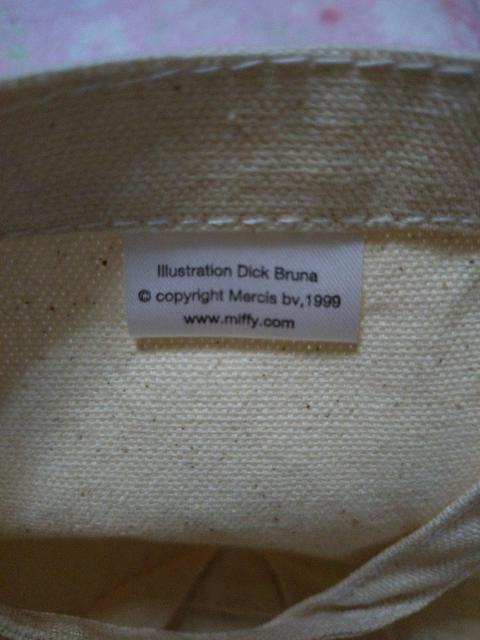 Illustration Dick Bruna
© copyright Mercis bv,1999
www.miffy.com